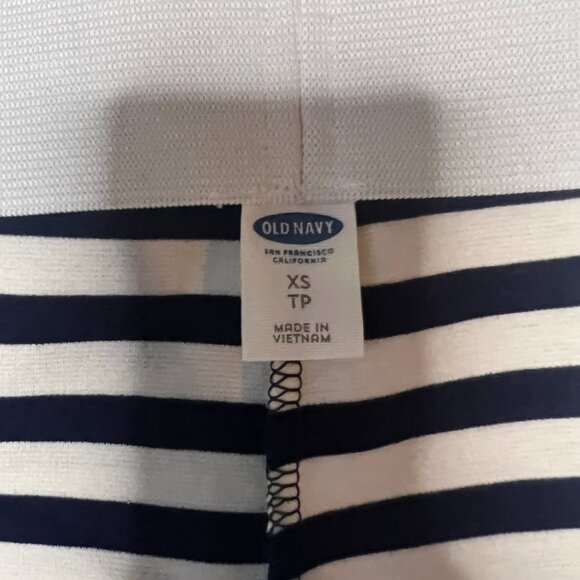 OLD NAVY
SAN FRANCISCO
CALIFORNIA
XS
TP
MADE IN
VIETNAM